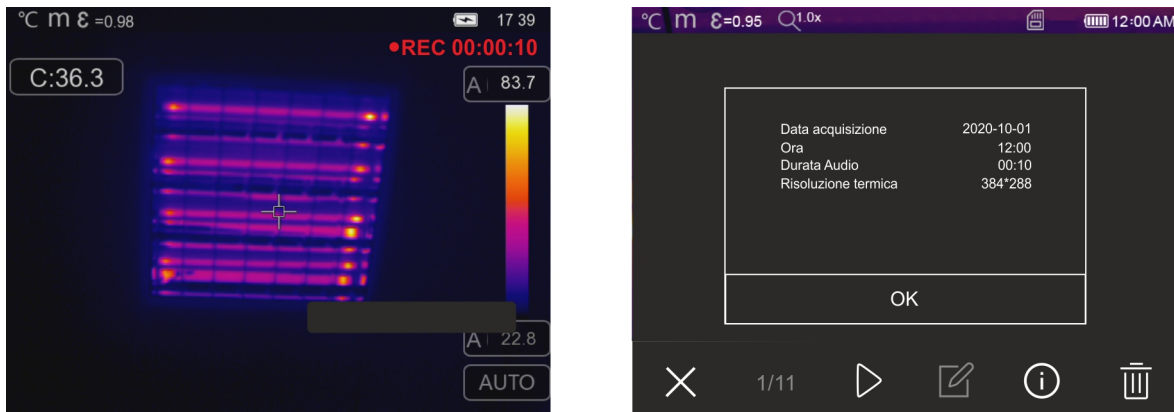 °C m ε =0.98 17 39
●REC 00:00:10
C:36.3
A 83.7
A 22.8
AUTO
°C m ε=0.95 1.0x 12:00 AM
Data acquisizione 2020-10-01
Ora 12:00
Durata Audio 00:10
Risoluzione termica 384*288
OK
1/11